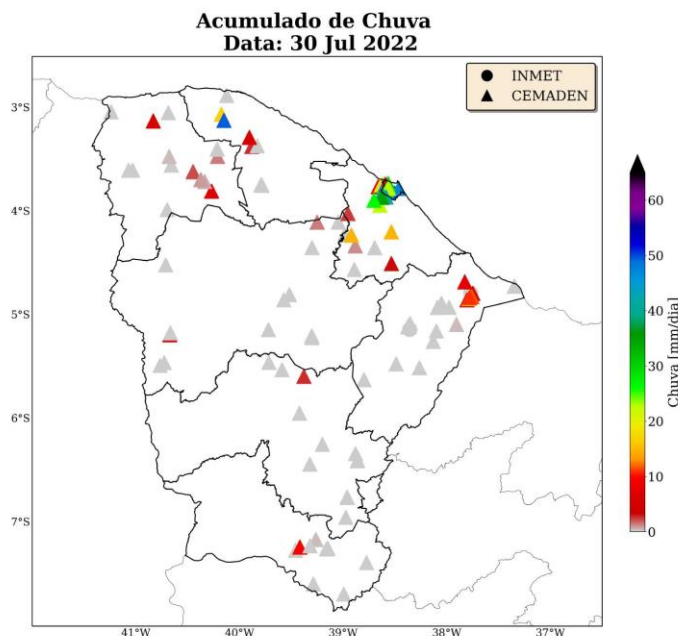 Acumulado de Chuva
Data: 30 Jul 2022
INMET
CEMADEN
3°S
4°S
5°S
6°S
7°S
41°W
40°W
39°W
38°W
37°W
60
50
40
30
20
10
0
Chuva [mm/dia]